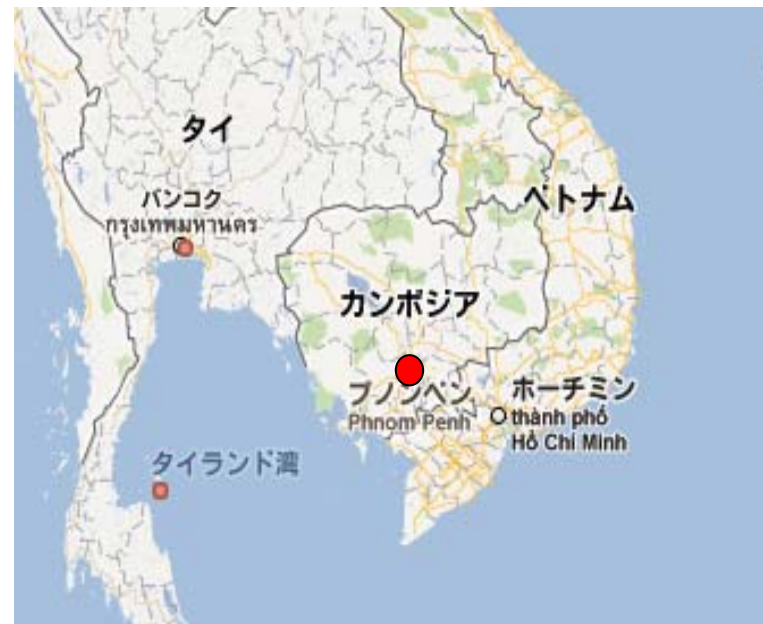 タイ
バンコク
กรุงเทพมหานคร
ベトナム
カンボジア
プノンペン
Phnom Penh
ホーチミン
thành phố
Hồ Chí Minh
タイランド湾